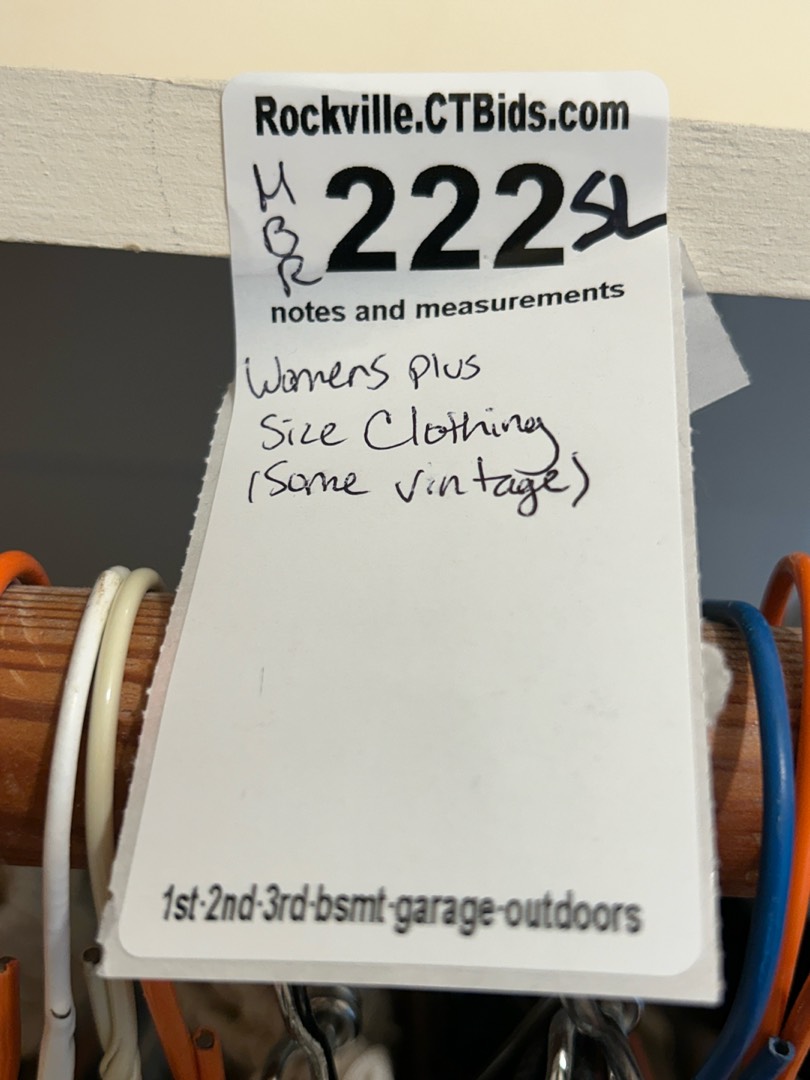 Rockville.CTBids.com
MBR 222 SL
notes and measurements
Womens plus
Size Clothing
(Some vintage)
1st-2nd-3rd-bsmt-garage-outdoors